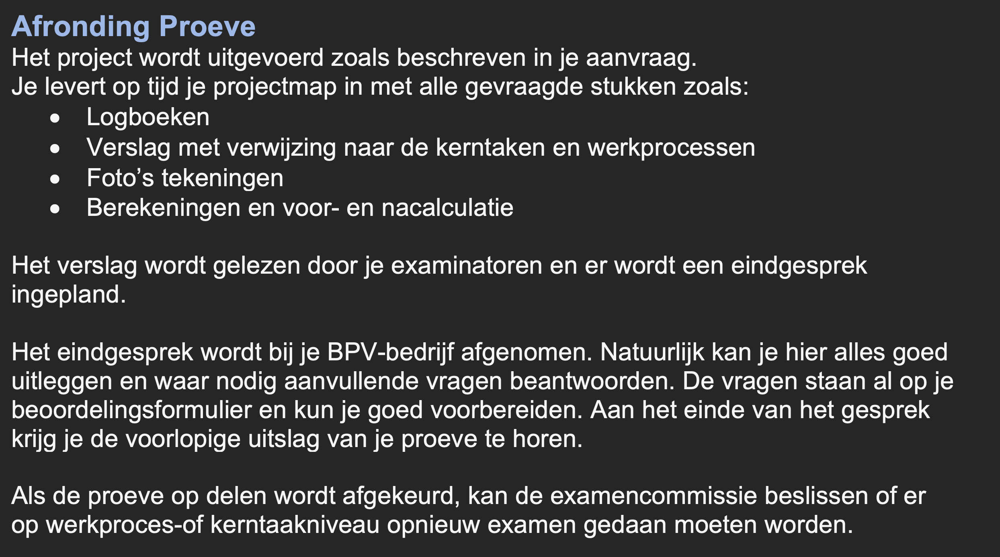 Afronding Proeve
Het project wordt uitgevoerd zoals beschreven in je aanvraag.
Je levert op tijd je projectmap in met alle gevraagde stukken zoals:
• Logboeken
• Verslag met verwijzing naar de kerntaken en werkprocessen
• Foto’s tekeningen
• Berekeningen en voor- en nacalculatie
Het verslag wordt gelezen door je examinatoren en er wordt een eindgesprek
ingepland.
Het eindgesprek wordt bij je BPV-bedrijf afgenomen. Natuurlijk kan je hier alles goed
uitleggen en waar nodig aanvullende vragen beantwoorden. De vragen staan al op je
beoordelingsformulier en kun je goed voorbereiden. Aan het einde van het gesprek
krijg je de voorlopige uitslag van je proeve te horen.
Als de proeve op delen wordt afgekeurd, kan de examencommissie beslissen of er
op werkproces-of kerntaakniveau opnieuw examen gedaan moeten worden.